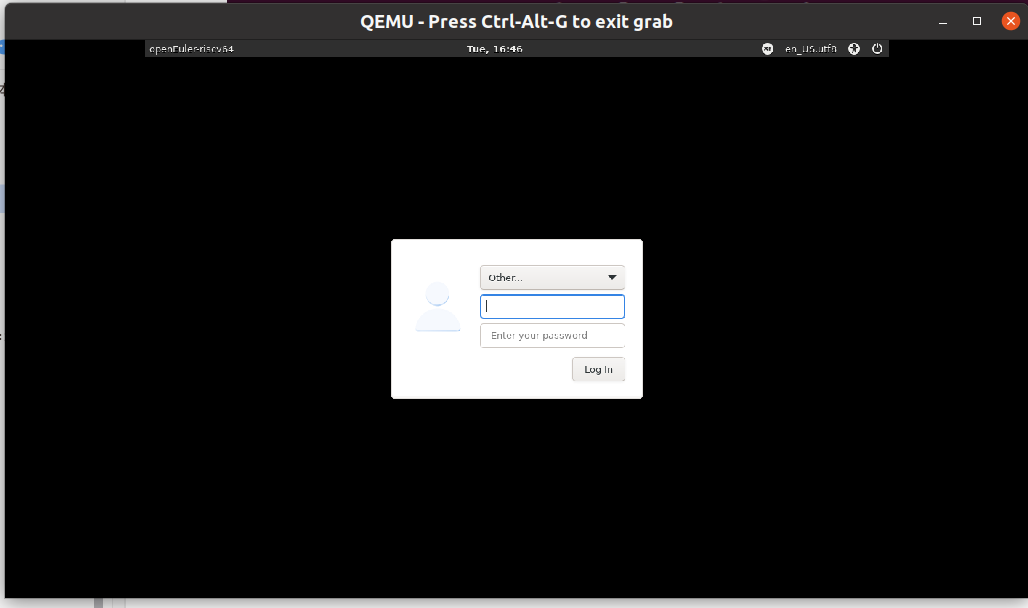 QEMU - Press Ctrl-Alt-G to exit grab
openEuler-riscv64
Tue, 16:46
en_US.utf8
Other...
Enter your password
Log In